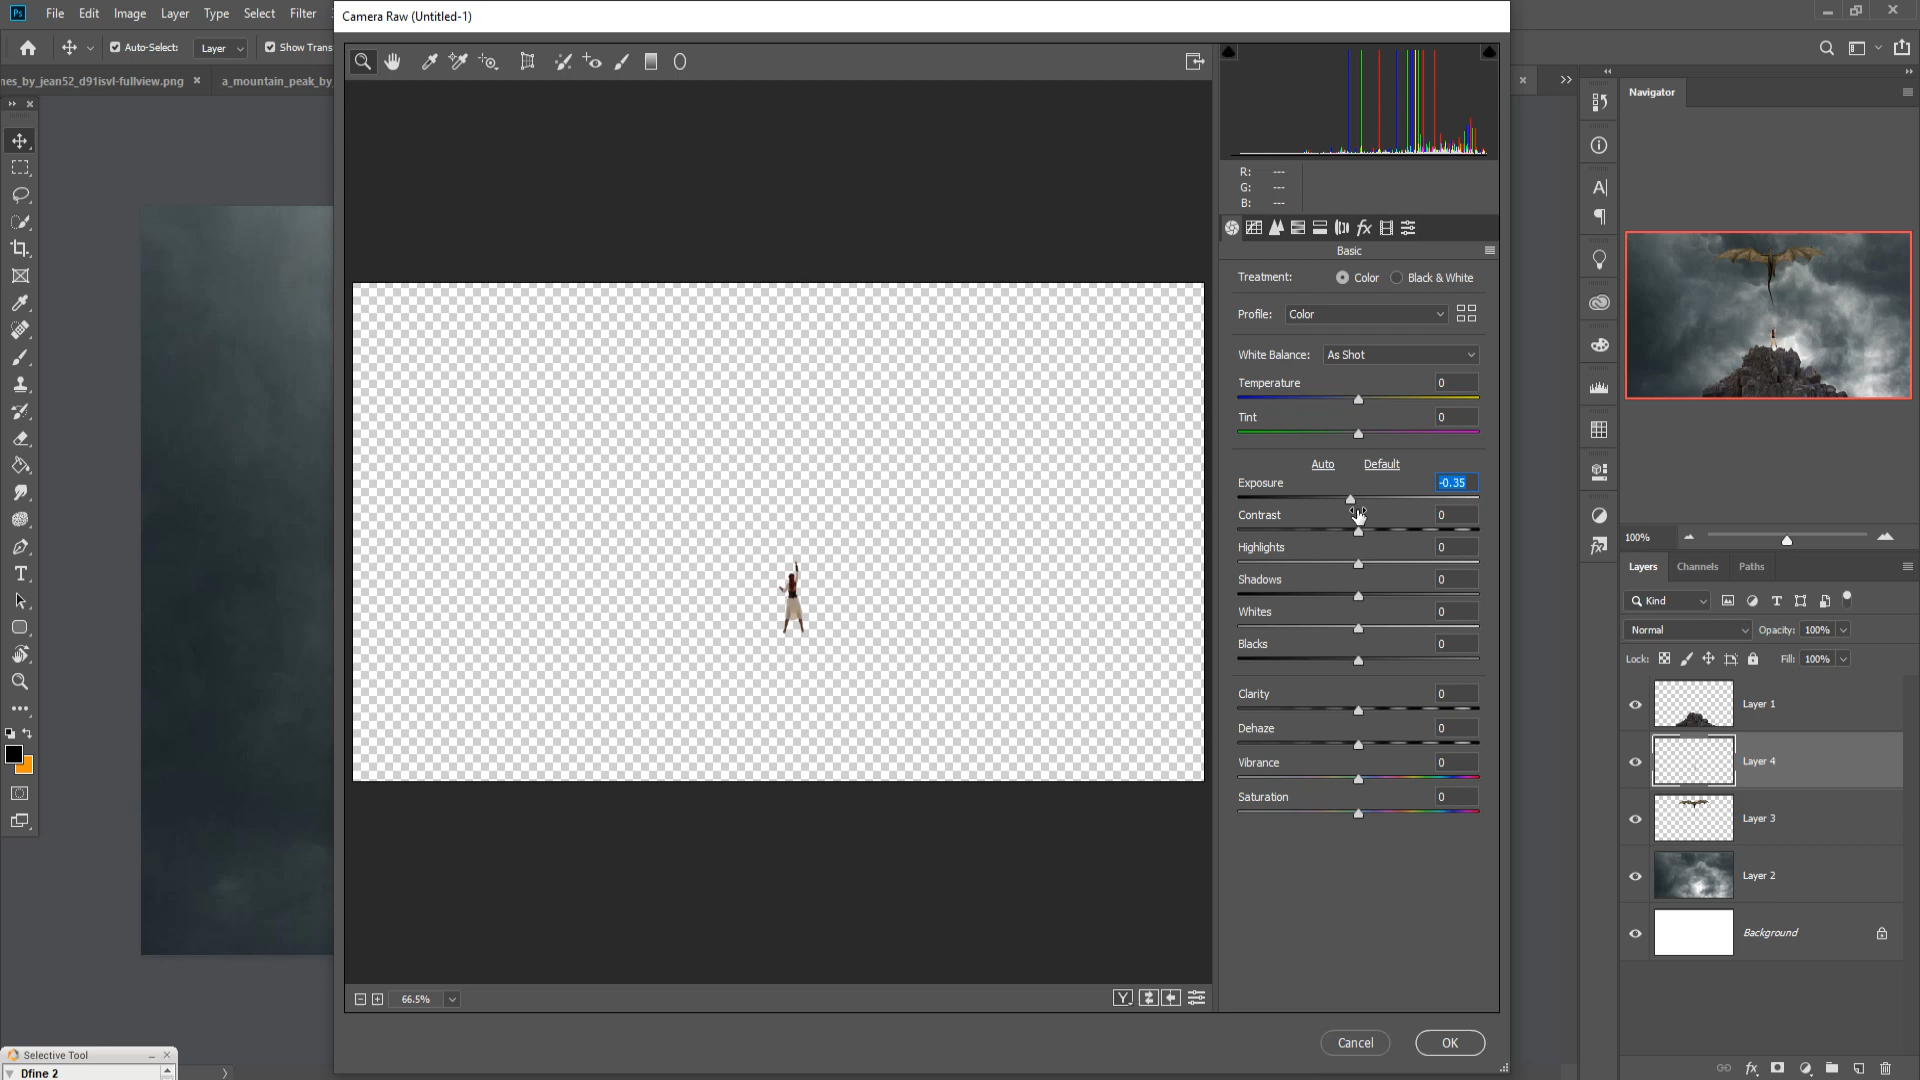 Ps File Edit Image Layer Type Select Filter
Camera Raw (Untitled-1)
Auto-Select: Layer Show Trans
nes_by_jean52_d91isvl-fullview.png × a_mountain_peak_by_
R: ---
G: ---
B: ---
Basic
Treatment: Color Black & White
Profile: Color
White Balance: As Shot
Temperature 0
Tint 0
Auto Default
Exposure -0.35
Contrast 0
Highlights 0
Shadows 0
Whites 0
Blacks 0
Clarity 0
Dehaze 0
Vibrance 0
Saturation 0
66.5%
Cancel OK
Selective Tool
Dfine 2
Navigator
100%
Layers Channels Paths
Kind
Normal Opacity: 100%
Lock: Fill: 100%
Layer 1
Layer 4
Layer 3
Layer 2
Background